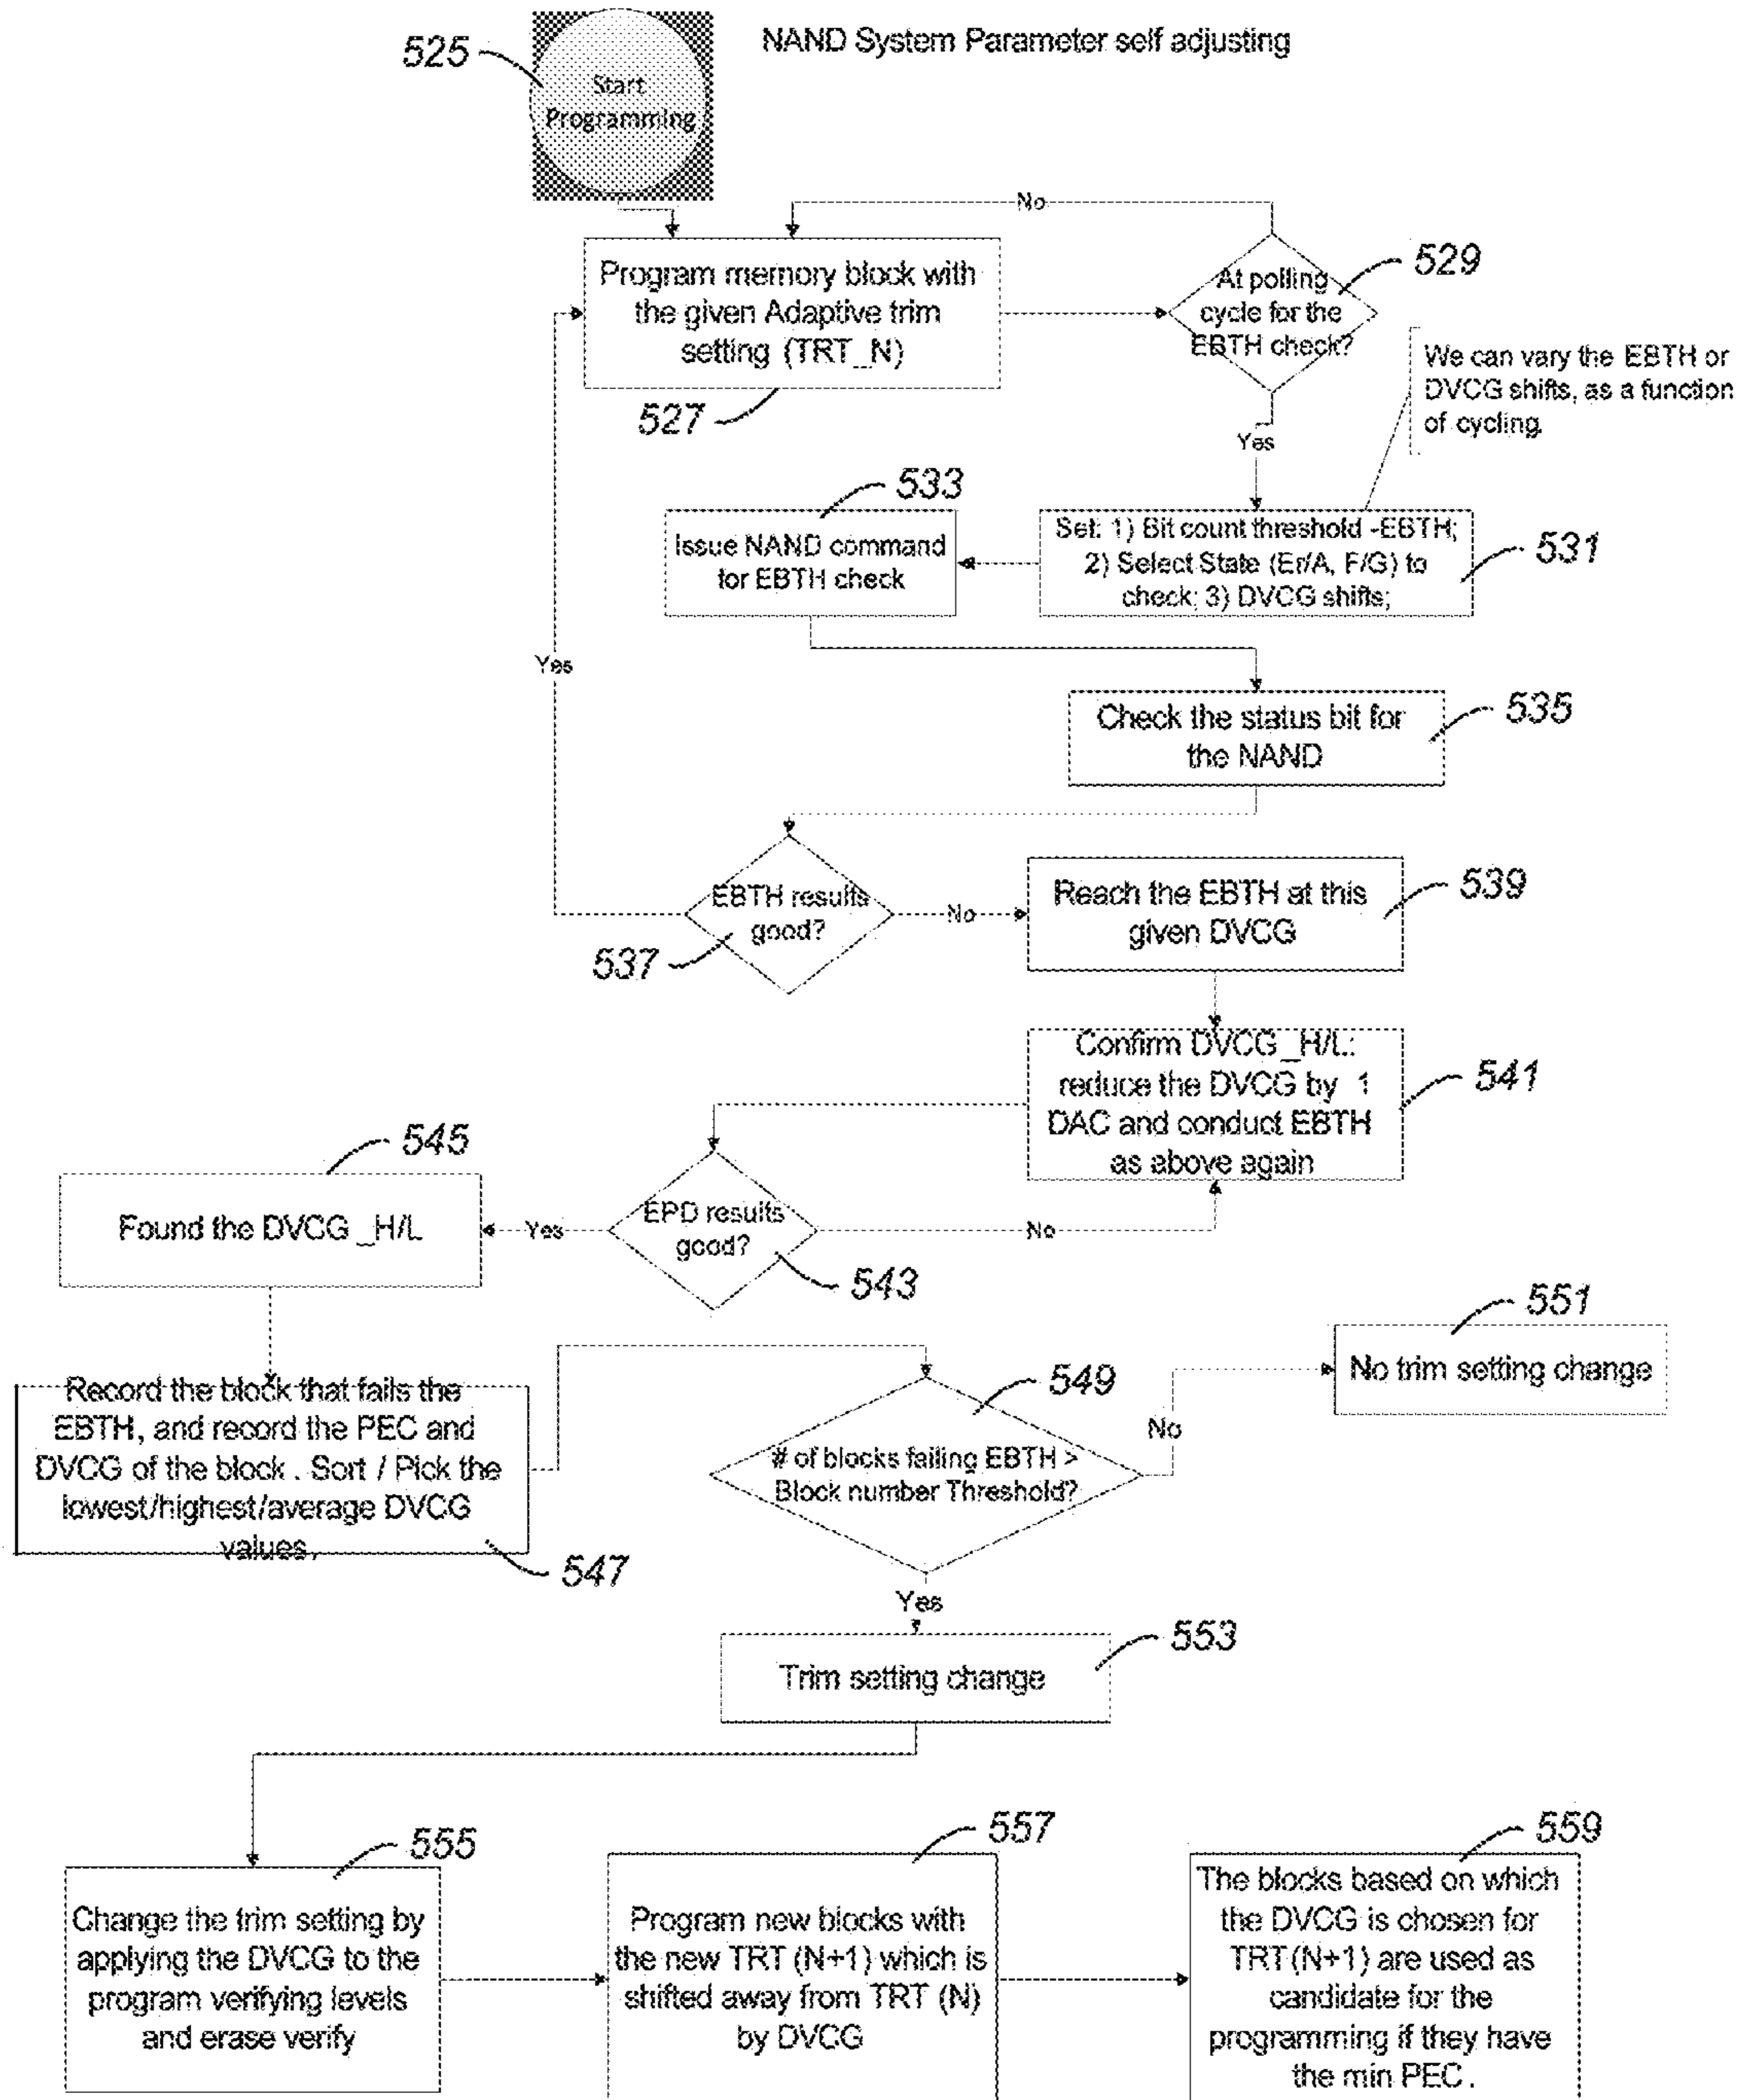 525
Start
Programming
NAND System Parameter self adjusting
No
Program memory block with
the given Adaptive trim
setting (TRT_N)
527
At polling
cycle for the
EBTH check?
529
We can vary the EBTH or
DVCG shifts, as a function
of cycling.
Yes
533
Issue NAND command
for EBTH check
Set: 1) Bit count threshold -EBTH;
2) Select State (Er/A, F/G) to
check; 3) DVCG shifts;
531
Yes
Check the status bit for
the NAND
535
EBTH results
good?
537
No
Reach the EBTH at this
given DVCG
539
Confirm DVCG_H/L:
reduce the DVCG by 1
DAC and conduct EBTH
as above again
541
545
Found the DVCG_H/L
Yes
EPD results
good?
No
543
551
No trim setting change
Record the block that fails the
EBTH, and record the PEC and
DVCG of the block. Sort / Pick the
lowest/highest/average DVCG
values.
547
549
# of blocks failing EBTH >
Block number Threshold?
No
Yes
553
Trim setting change
555
Change the trim setting by
applying the DVCG to the
program verifying levels
and erase verify
557
Program new blocks with
the new TRT (N+1) which is
shifted away from TRT (N)
by DVCG
559
The blocks based on which
the DVCG is chosen for
TRT(N+1) are used as
candidate for the
programming if they have
the min PEC.